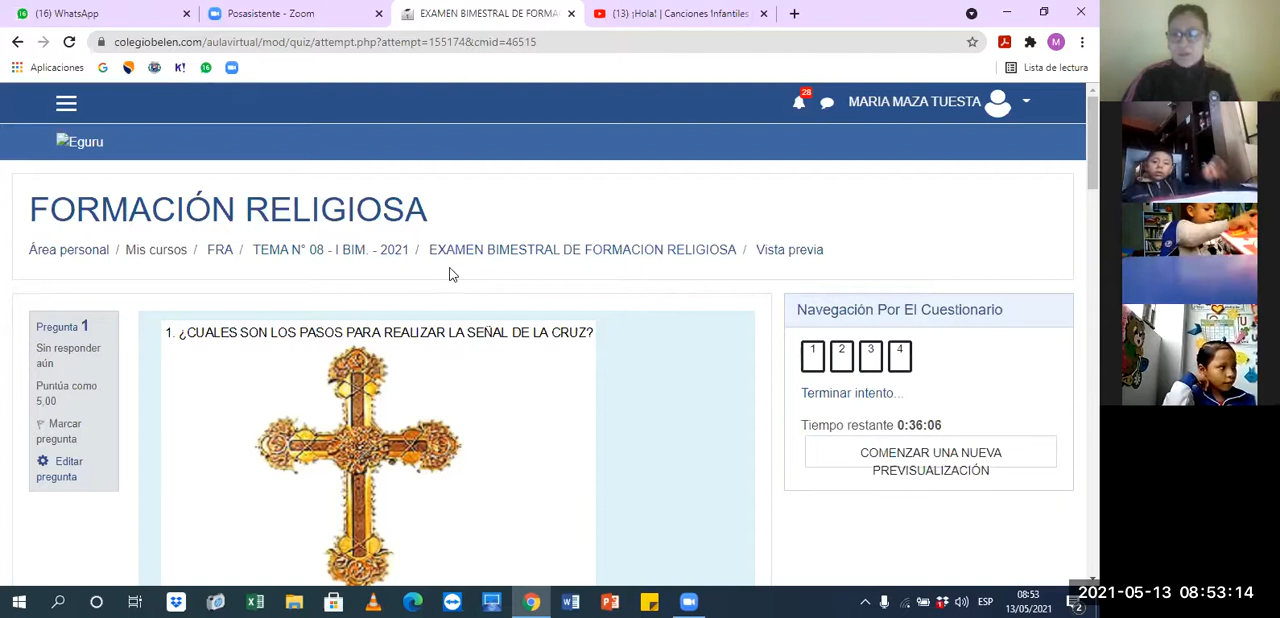 (16) WhatsApp
Posasistente - Zoom
EXAMEN BIMESTRAL DE FORMA
(13) ¡Hola! | Canciones Infantiles
colegiobelen.com/aulavirtual/mod/quiz/attempt.php?attempt=155174&cmid=46515
M
Aplicaciones
G
K!
16
Lista de lectura
28
MARIA MAZA TUESTA
Eguru
FORMACIÓN RELIGIOSA
Área personal / Mis cursos / FRA / TEMA N° 08 - I BIM. - 2021 / EXAMEN BIMESTRAL DE FORMACION RELIGIOSA / Vista previa
Pregunta 1
Sin responder
aún
Puntúa como
5,00
Marcar
pregunta
Editar
pregunta
1. ¿CUALES SON LOS PASOS PARA REALIZAR LA SEÑAL DE LA CRUZ?
Navegación Por El Cuestionario
1 2 3 4
Terminar intento...
Tiempo restante 0:36:06
COMENZAR UNA NUEVA
PREVISUALIZACIÓN
ESP
08:53
13/05/2021
2
2021-05-13 08:53:14